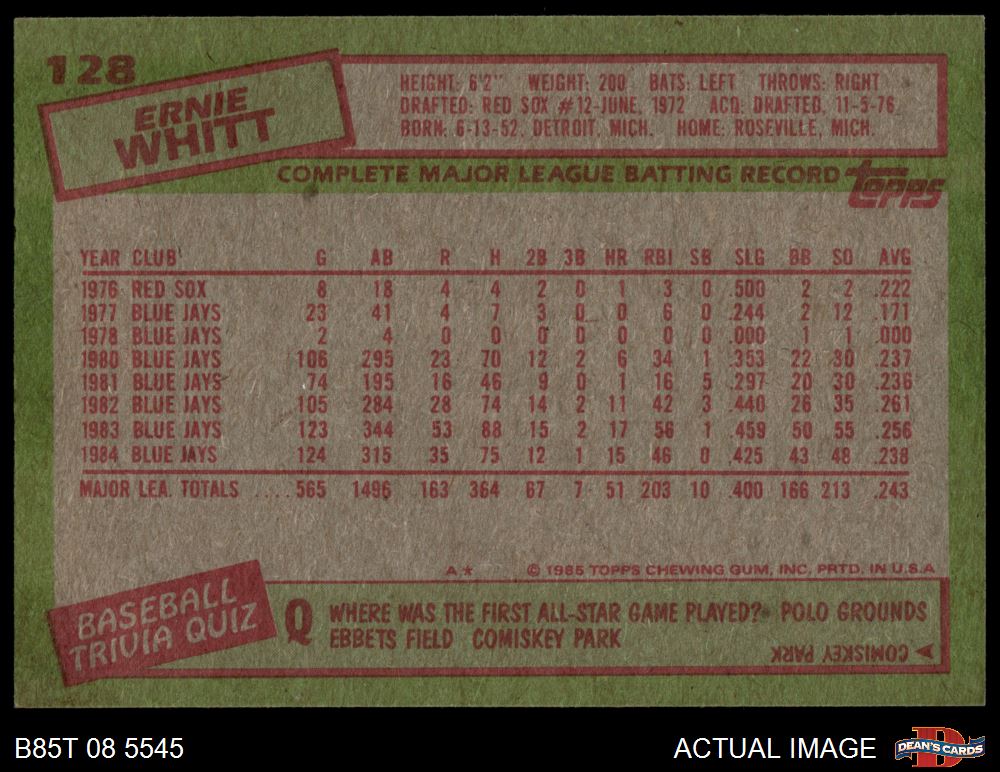 128
ERNIE
WHITT
HEIGHT: 6'2" WEIGHT: 200 BATS: LEFT THROWS: RIGHT
DRAFTED: RED SOX #12-JUNE, 1972 ACQ: DRAFTED, 11-5-76
BORN: 6-13-52, DETROIT, MICH. HOME: ROSEVILLE, MICH.
COMPLETE MAJOR LEAGUE BATTING RECORD topps
YEAR CLUB G AB R H 2B 3B HR RBI SB SLG BB SO AVG
1976 RED SOX 8 18 4 4 2 0 1 3 0 .500 2 2 .222
1977 BLUE JAYS 23 41 4 7 3 0 0 6 0 .244 2 12 .171
1978 BLUE JAYS 2 4 0 0 0 0 0 0 0 .000 1 1 .000
1980 BLUE JAYS 106 295 23 70 12 2 6 34 1 .353 22 30 .237
1981 BLUE JAYS 74 195 16 46 9 0 1 16 5 .297 20 30 .236
1982 BLUE JAYS 105 284 28 74 14 2 11 42 3 .440 26 35 .261
1983 BLUE JAYS 123 344 53 88 15 2 17 56 1 .459 50 55 .256
1984 BLUE JAYS 124 315 35 75 12 1 15 46 0 .425 43 48 .238
MAJOR LEA. TOTALS .... 565 1496 163 364 67 7 51 203 10 .400 166 213 .243
A★ © 1985 TOPPS CHEWING GUM, INC. PRTD. IN U.S.A
BASEBALL
TRIVIA QUIZ
Q WHERE WAS THE FIRST ALL-STAR GAME PLAYED? POLO GROUNDS
EBBETS FIELD COMISKEY PARK
A COMISKEY PARK
B85T 08 5545 ACTUAL IMAGE DEAN'S CARDS